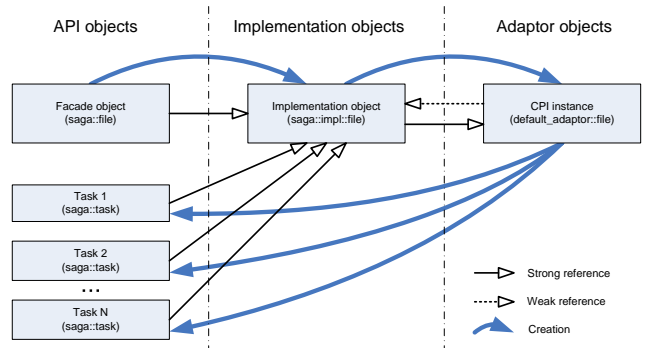 API objects
Implementation objects
Adaptor objects
Facade object
(saga::file)
Implementation object
(saga::impl::file)
CPI instance
(default_adaptor::file)
Task 1
(saga::task)
Task 2
(saga::task)
...
Task N
(saga::task)
Strong reference
Weak reference
Creation